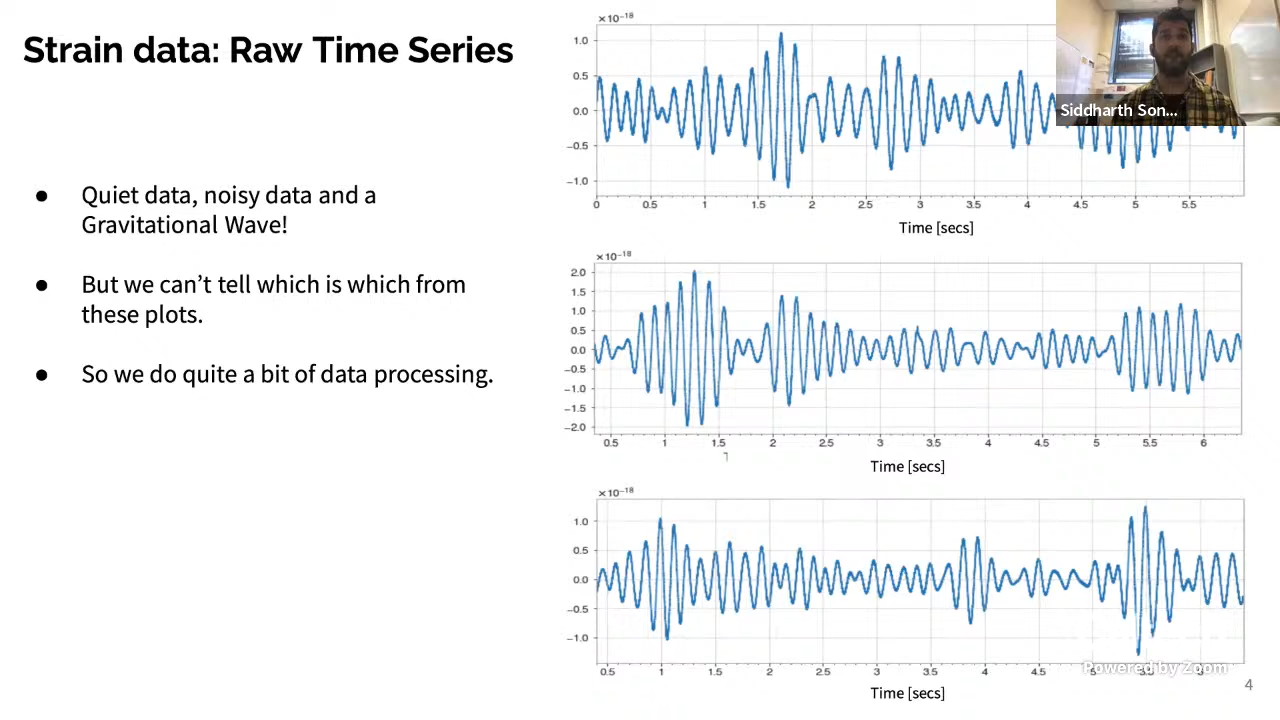 Strain data: Raw Time Series
● Quiet data, noisy data and a
Gravitational Wave!
● But we can’t tell which is which from
these plots.
● So we do quite a bit of data processing.
×10⁻¹⁸
1.0
0.5
0.0
−0.5
−1.0
0 0.5 1 1.5 2 2.5 3 3.5 4 4.5 5 5.5
Time [secs]
Siddharth Son...
×10⁻¹⁸
2.0
1.5
1.0
0.5
0.0
−0.5
−1.0
−1.5
−2.0
0.5 1 1.5 2 2.5 3 3.5 4 4.5 5 5.5 6
Time [secs]
×10⁻¹⁸
1.0
0.5
0.0
−0.5
−1.0
0.5 1 1.5 2 2.5 3 3.5 4 4.5 5 5.5
Time [secs]
Powered by Zoom
4